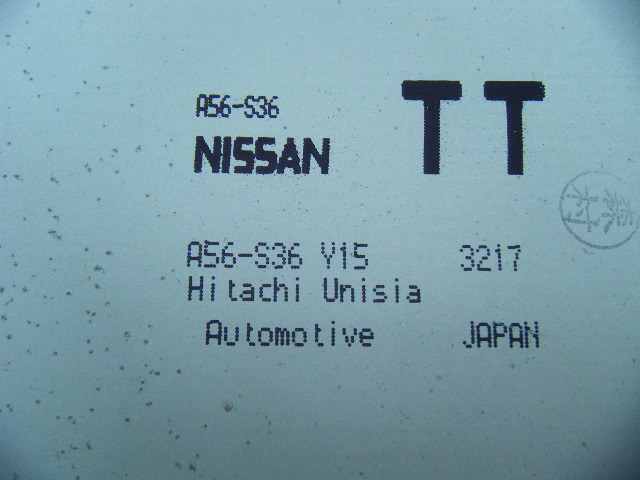 A56-S36 TT
NISSAN
A56-S36 Y15 3217
Hitachi Unisia
Automotive JAPAN